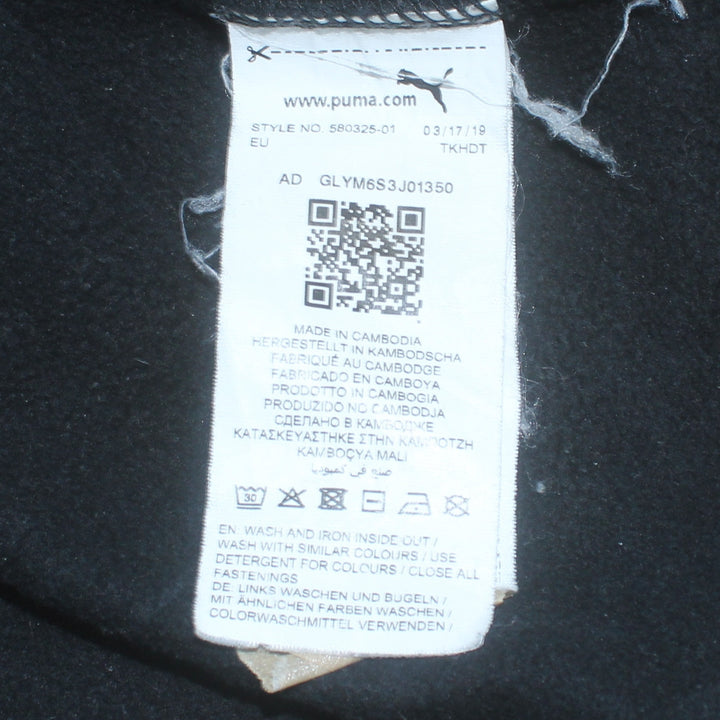 www.puma.com
STYLE NO. 580325-01 03/17/19
EU TKHDT
AD GLYM6S3J01350
MADE IN CAMBODIA
HERGESTELLT IN KAMBODSCHA
FABRIQUÉ AU CAMBODGE
FABRICADO EN CAMBOYA
PRODOTTO IN CAMBOGIA
PRODUZIDO NO CAMBODJA
СДЕЛАНО В КАМБОДЖЕ
ΚΑΤΑΣΚΕΥΑΣΤΗΚΕ ΣΤΗΝ ΚΑΜΠΟΤΖΗ
KAMBOÇYA MALI
صنع في كمبوديا
30
EN: WASH AND IRON INSIDE OUT /
WASH WITH SIMILAR COLOURS / USE
DETERGENT FOR COLOURS / CLOSE ALL
FASTENINGS
DE: LINKS WASCHEN UND BÜGELN /
MIT ÄHNLICHEN FARBEN WASCHEN /
COLORWASCHMITTEL VERWENDEN /